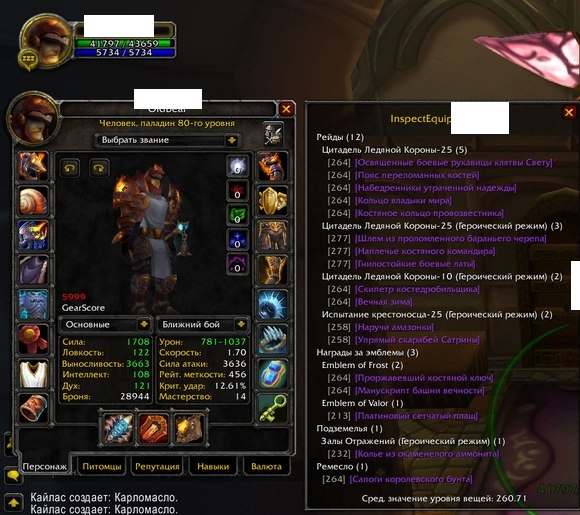 41797 / 43659
5734 / 5734
Человек, паладин 80-го уровня
Выбрать звание
0
0
0
0
0
5999
GearScore
Основные
Ближний бой
Сила: 1708
Ловкость: 122
Выносливость: 3663
Интеллект: 108
Дух: 121
Броня: 28944
Урон: 781-1037
Скорость: 1.70
Сила атаки: 3636
Рейт. меткости: 456
Крит. удар: 12.61%
Мастерство: 14
Персонаж
Питомцы
Репутация
Навыки
Валюта
Кайлас создает: Карломасло.
Кайлас создает: Карломасло.
InspectEquip
Рейды (12)
Цитадель Ледяной Короны-25 (5)
[264] [Освященные боевые рукавицы клятвы Свету]
[264] [Пояс переломанных костей]
[264] [Набедренники утраченной надежды]
[264] [Кольцо владыки мира]
[264] [Костяное кольцо провозвестника]
Цитадель Ледяной Короны-25 (Героический режим) (3)
[277] [Шлем из проломленного бараньего черепа]
[277] [Наплечье костяного командира]
[277] [Гнилостойкие боевые латы]
Цитадель Ледяной Короны-10 (Героический режим) (2)
[264] [Скипетр костедробильщика]
[264] [Вечная зима]
Испытание крестоносца-25 (Героический режим) (2)
[258] [Наручи амазонки]
[258] [Упрямый скарабей Сатрины]
Награды за эмблемы (3)
Emblem of Frost (2)
[264] [Проржавевший костяной ключ]
[264] [Манускрипт башни вечности]
Emblem of Valor (1)
[213] [Платиновый сетчатый плащ]
Подземелья (1)
Залы Отражений (Героический режим) (1)
[232] [Колье из окаменелого аммонита]
Ремесло (1)
[264] [Сапоги королевского бунта]
Сред. значение уровня вещей: 260.71